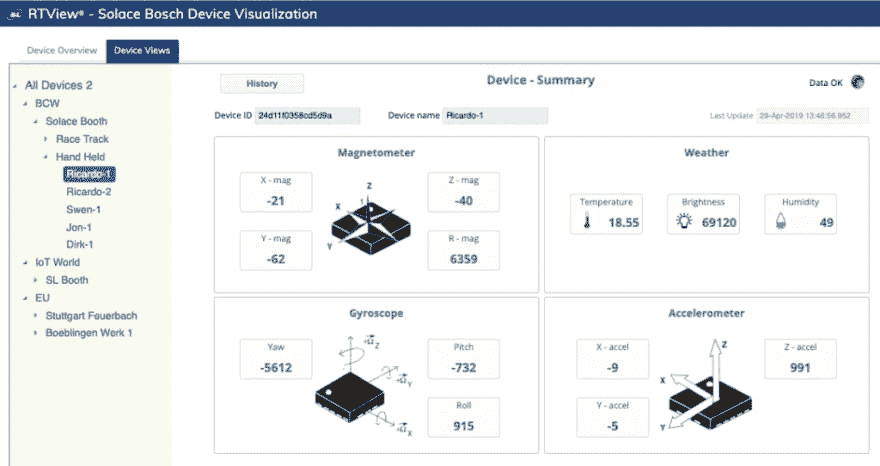 RTView® - Solace Bosch Device Visualization
Device Overview
Device Views
All Devices 2
BCW
Solace Booth
Race Track
Hand Held
Ricardo-1
Ricardo-2
Swen-1
Jon-1
Dirk-1
IoT World
SL Booth
EU
Stuttgart Feuerbach
Boeblingen Werk 1
History
Device - Summary
Data OK
Device ID 24d11f0358cd5d9a
Device name Ricardo-1
Last Update 29-Apr-2019 13:48:56.952
Magnetometer
X - mag
-21
Z - mag
-40
Y - mag
-62
R - mag
6359
X
Z
Y
Weather
Temperature
18.55
Brightness
69120
Humidity
49
Gyroscope
Yaw
-5612
Pitch
-732
Roll
915
+Ω Z
+Ω Y
+Ω X
Accelerometer
X - accel
-9
Z - accel
991
Y - accel
-5
Z
X
Y